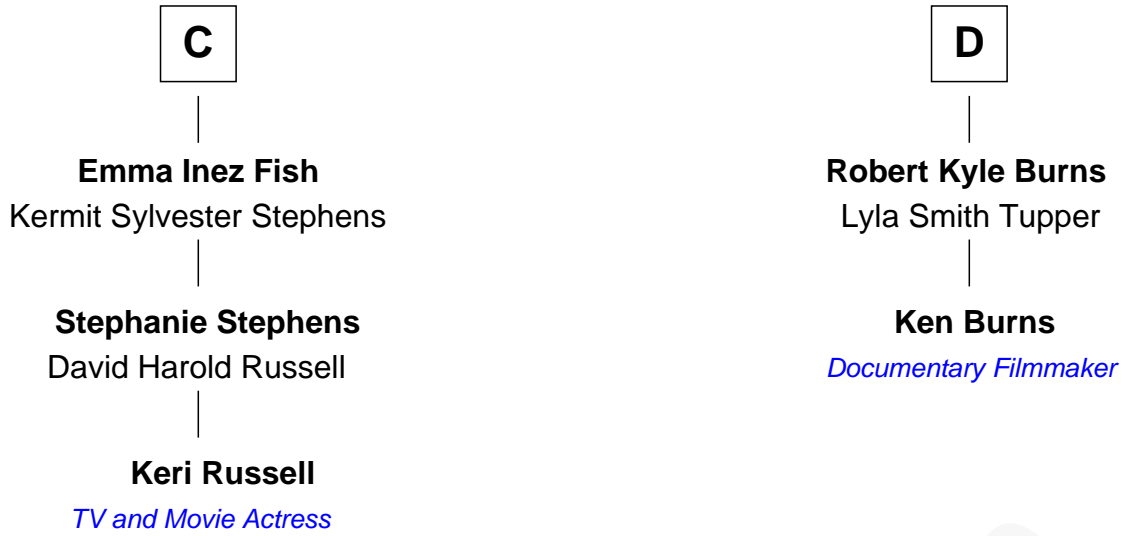 C
Emma Inez Fish
Kermit Sylvester Stephens
Stephanie Stephens
David Harold Russell
Keri Russell
TV and Movie Actress
D
Robert Kyle Burns
Lyla Smith Tupper
Ken Burns
Documentary Filmmaker